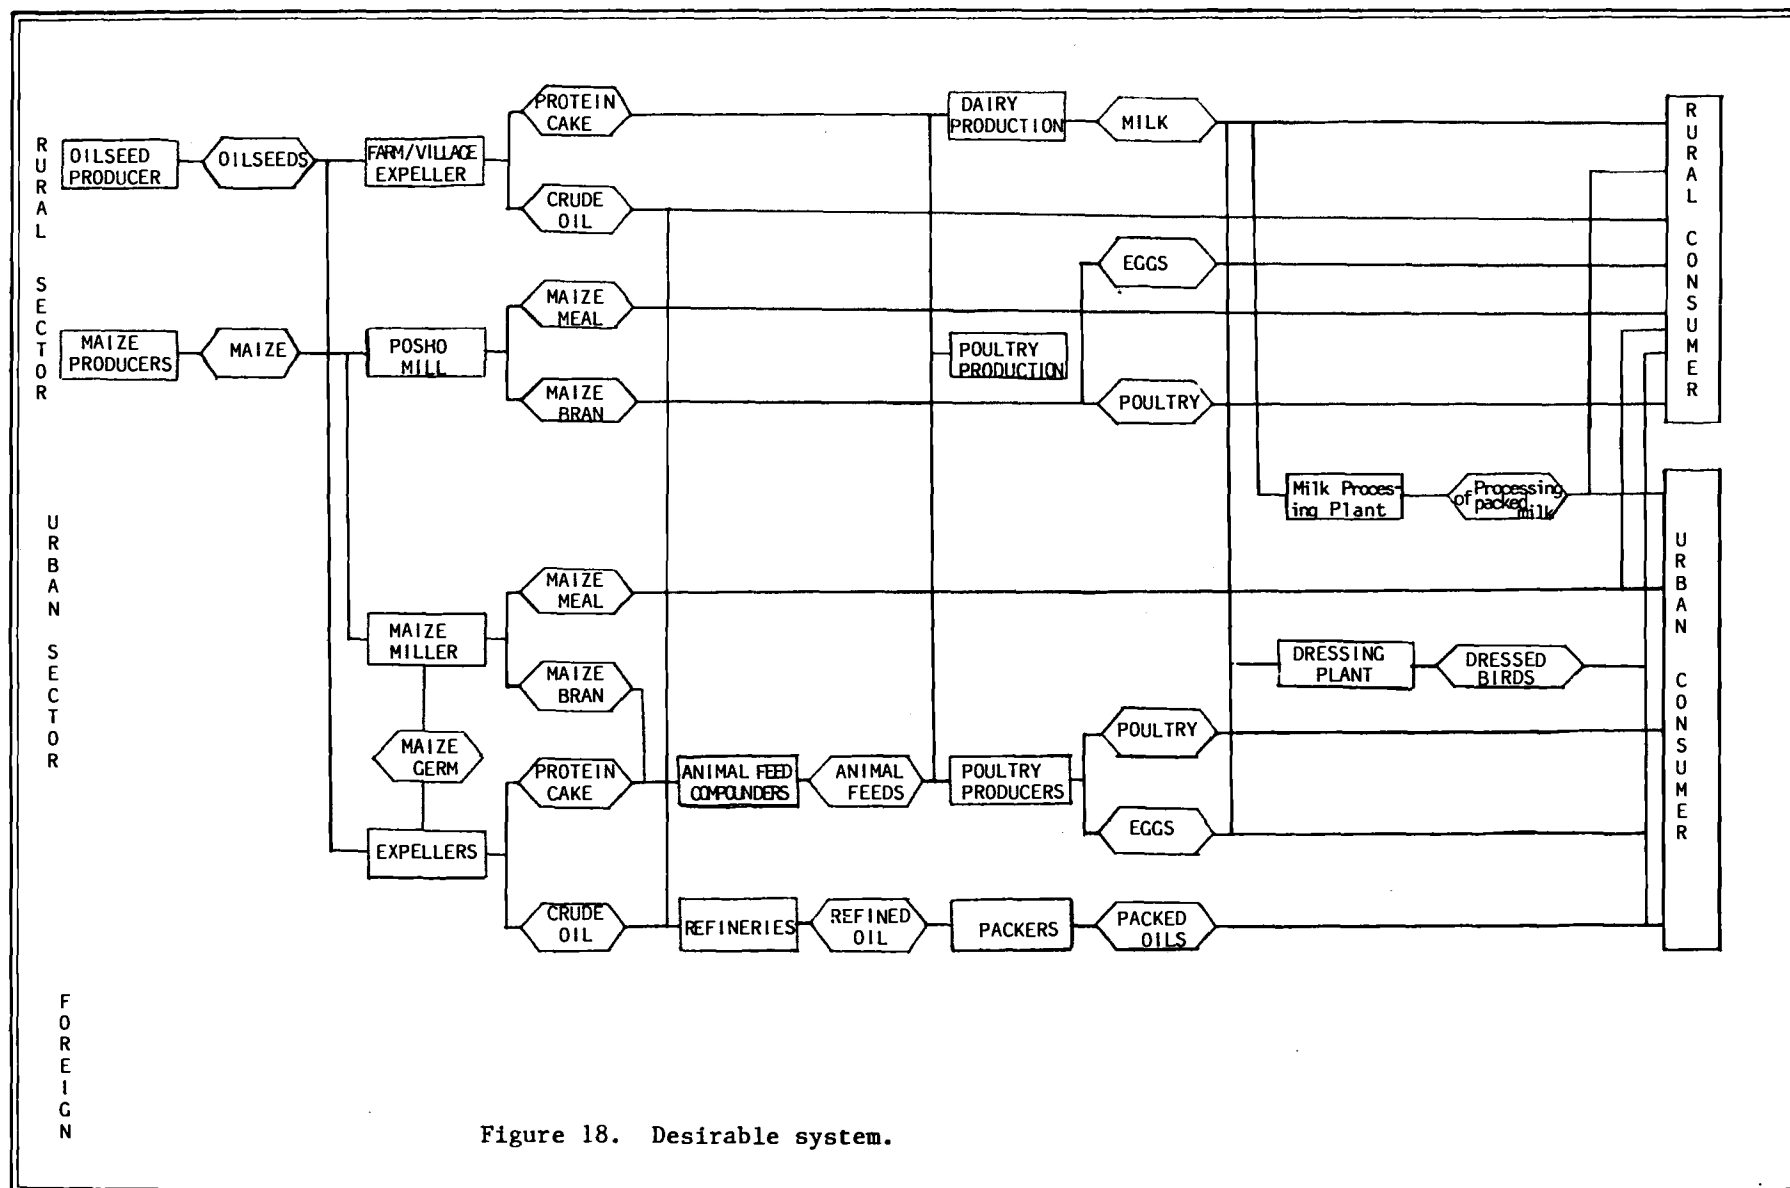 RURAL SECTOR
OILSEED
PRODUCER
OILSEEDS
FARM/VILLAGE
EXPELLER
PROTEIN
CAKE
CRUDE
OIL
DAIRY
PRODUCTION
MILK
RURAL CONSUMER
MAIZE
PRODUCERS
MAIZE
POSHO
MILL
MAIZE
MEAL
MAIZE
BRAN
EGGS
POULTRY
PRODUCTION
POULTRY
Milk Proces-
ing Plant
Processing
of packed
milk
URBAN SECTOR
MAIZE
MILLER
MAIZE
MEAL
MAIZE
BRAN
MAIZE
GERM
EXPELLERS
PROTEIN
CAKE
CRUDE
OIL
ANIMAL FEED
COMPOUNDERS
ANIMAL
FEEDS
POULTRY
PRODUCERS
POULTRY
EGGS
DRESSING
PLANT
DRESSED
BIRDS
REFINERIES
REFINED
OIL
PACKERS
PACKED
OILS
URBAN CONSUMER
FOREIGN
Figure 18. Desirable system.